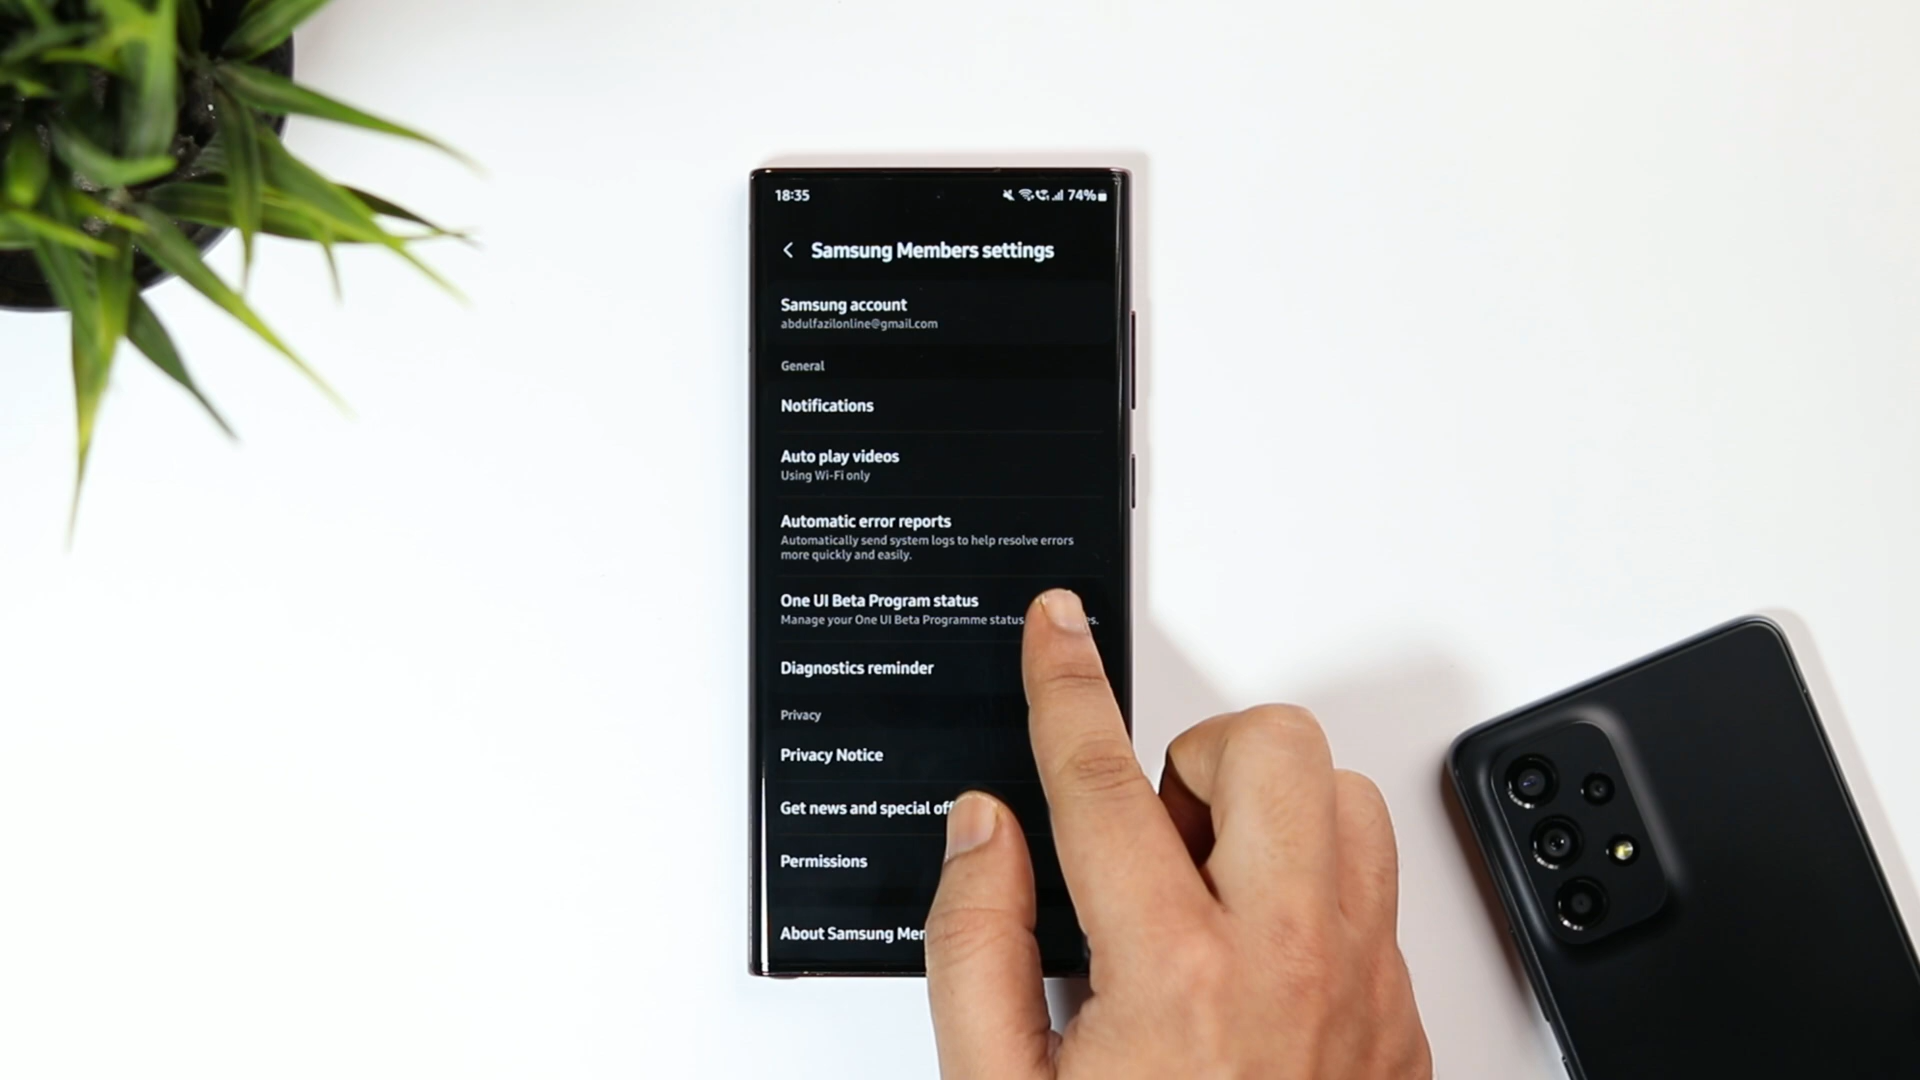 18:35
74%
Samsung Members settings
Samsung account
abdulfazilonline@gmail.com
General
Notifications
Auto play videos
Using Wi-Fi only
Automatic error reports
Automatically send system logs to help resolve errors
more quickly and easily.
One UI Beta Program status
Manage your One UI Beta Programme status
Diagnostics reminder
Privacy
Privacy Notice
Get news and special
Permissions
About Samsung